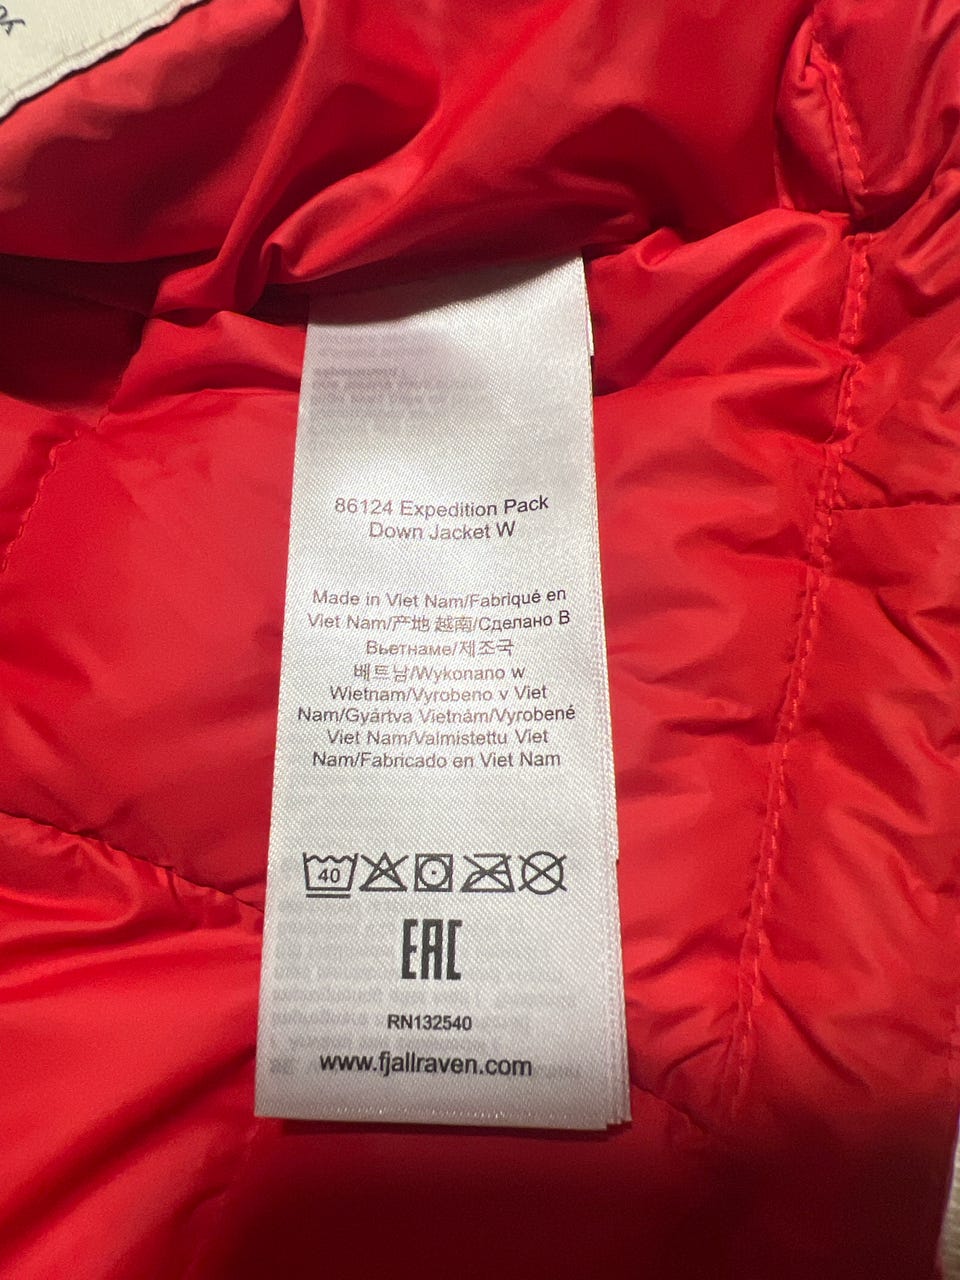 86124 Expedition Pack
Down Jacket W
Made in Viet Nam/Fabriqué en
Viet Nam/产地 越南/Сделано В
Вьетнаме/제조국
베트남/Wykonano w
Wietnam/Vyrobeno v Viet
Nam/Gyártva Vietnám/Vyrobené
Viet Nam/Valmistettu Viet
Nam/Fabricado en Viet Nam
40
EAC
RN132540
www.fjallraven.com